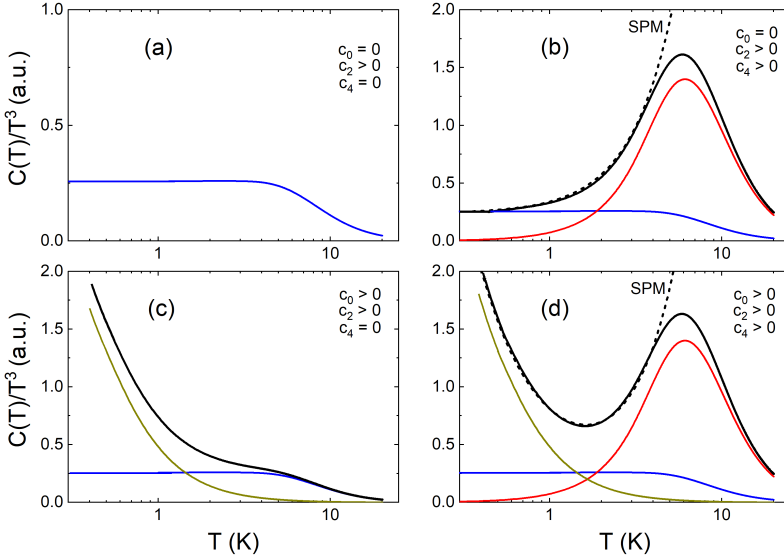 1.0
(a)
c₀ = 0
c₂ > 0
c₄ = 0
C(T)/T³ (a.u.)
0.5
0.0
1
10
2.0
SPM
(b)
c₀ = 0
c₂ > 0
c₄ > 0
1.5
1.0
0.5
0.0
1
10
2.0
(c)
c₀ > 0
c₂ > 0
c₄ = 0
1.5
C(T)/T³ (a.u.)
1.0
0.5
0.0
1
10
T (K)
2.0
SPM
(d)
c₀ > 0
c₂ > 0
c₄ > 0
1.5
1.0
0.5
0.0
1
10
T (K)